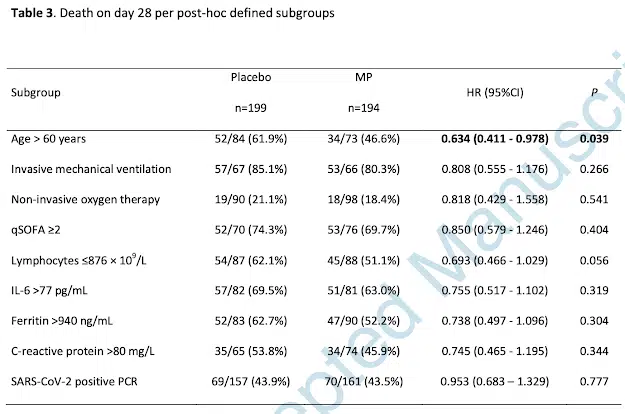 Table 3. Death on day 28 per post-hoc defined subgroups
Subgroup Placebo n=199 MP n=194 HR (95%CI) P
Age > 60 years 52/84 (61.9%) 34/73 (46.6%) 0.634 (0.411 - 0.978) 0.039
Invasive mechanical ventilation 57/67 (85.1%) 53/66 (80.3%) 0.808 (0.555 - 1.176) 0.266
Non-invasive oxygen therapy 19/90 (21.1%) 18/98 (18.4%) 0.818 (0.429 - 1.558) 0.541
qSOFA ≥2 52/70 (74.3%) 53/76 (69.7%) 0.850 (0.579 - 1.246) 0.404
Lymphocytes ≤876 × 10⁹/L 54/87 (62.1%) 45/88 (51.1%) 0.693 (0.466 - 1.029) 0.056
IL-6 >77 pg/mL 57/82 (69.5%) 51/81 (63.0%) 0.755 (0.517 - 1.102) 0.319
Ferritin >940 ng/mL 52/83 (62.7%) 47/90 (52.2%) 0.738 (0.497 - 1.096) 0.304
C-reactive protein >80 mg/L 35/65 (53.8%) 34/74 (45.9%) 0.745 (0.465 - 1.195) 0.344
SARS-CoV-2 positive PCR 69/157 (43.9%) 70/161 (43.5%) 0.953 (0.683 – 1.329) 0.777
epted Manuscri